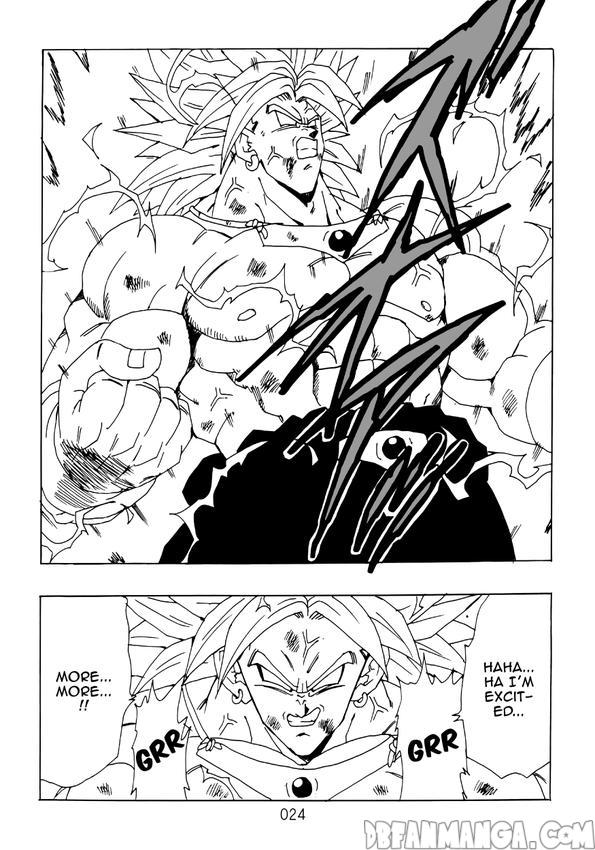 HAHA...
HA I'M
EXCIT-
ED...
GRR
GRR
MORE...
MORE...
!!
024
DBFANMANGA.COM